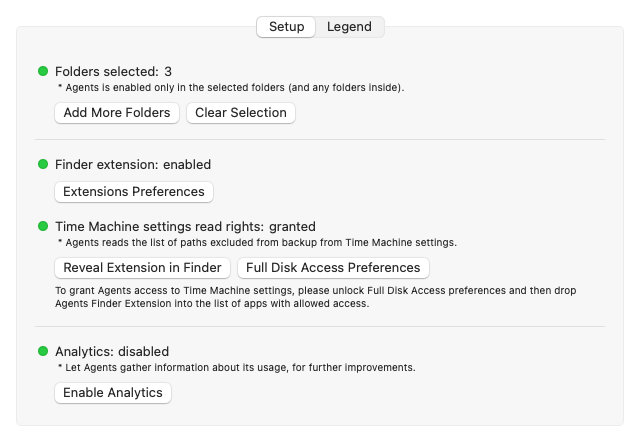 Setup Legend
Folders selected: 3
* Agents is enabled only in the selected folders (and any folders inside).
Add More Folders Clear Selection
Finder extension: enabled
Extensions Preferences
Time Machine settings read rights: granted
* Agents reads the list of paths excluded from backup from Time Machine settings.
Reveal Extension in Finder Full Disk Access Preferences
To grant Agents access to Time Machine settings, please unlock Full Disk Access preferences and then drop
Agents Finder Extension into the list of apps with allowed access.
Analytics: disabled
* Let Agents gather information about its usage, for further improvements.
Enable Analytics